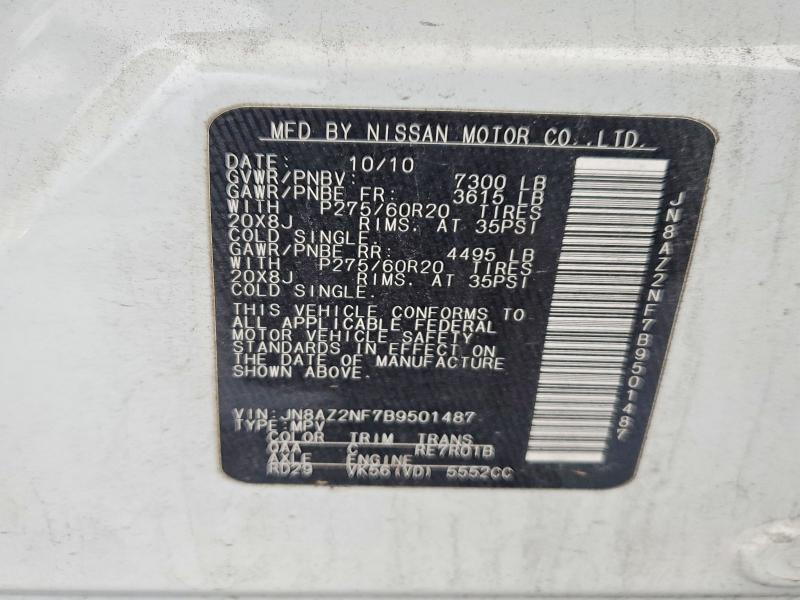 MFD BY NISSAN MOTOR CO.,LTD.
DATE: 10/10
GVWR/PNBV: 7300 LB
GAWR/PNBE FR: 3615 LB
WITH P275/60R20 TIRES
20X8J RIMS. AT 35PSI
COLD SINGLE.
GAWR/PNBE RR: 4495 LB
WITH P275/60R20 TIRES
20X8J RIMS. AT 35PSI
COLD SINGLE.
THIS VEHICLE CONFORMS TO
ALL APPLICABLE FEDERAL
MOTOR VEHICLE SAFETY
STANDARDS IN EFFECT ON
THE DATE OF MANUFACTURE
SHOWN ABOVE.
VIN: JN8AZ2NF7B9501487
TYPE: MPV
COLOR TRIM TRANS
QAA C RE7R01B
AXLE ENGINE
RD29 VK56(VD) 5552CC
JN8AZ2NF7B9501487